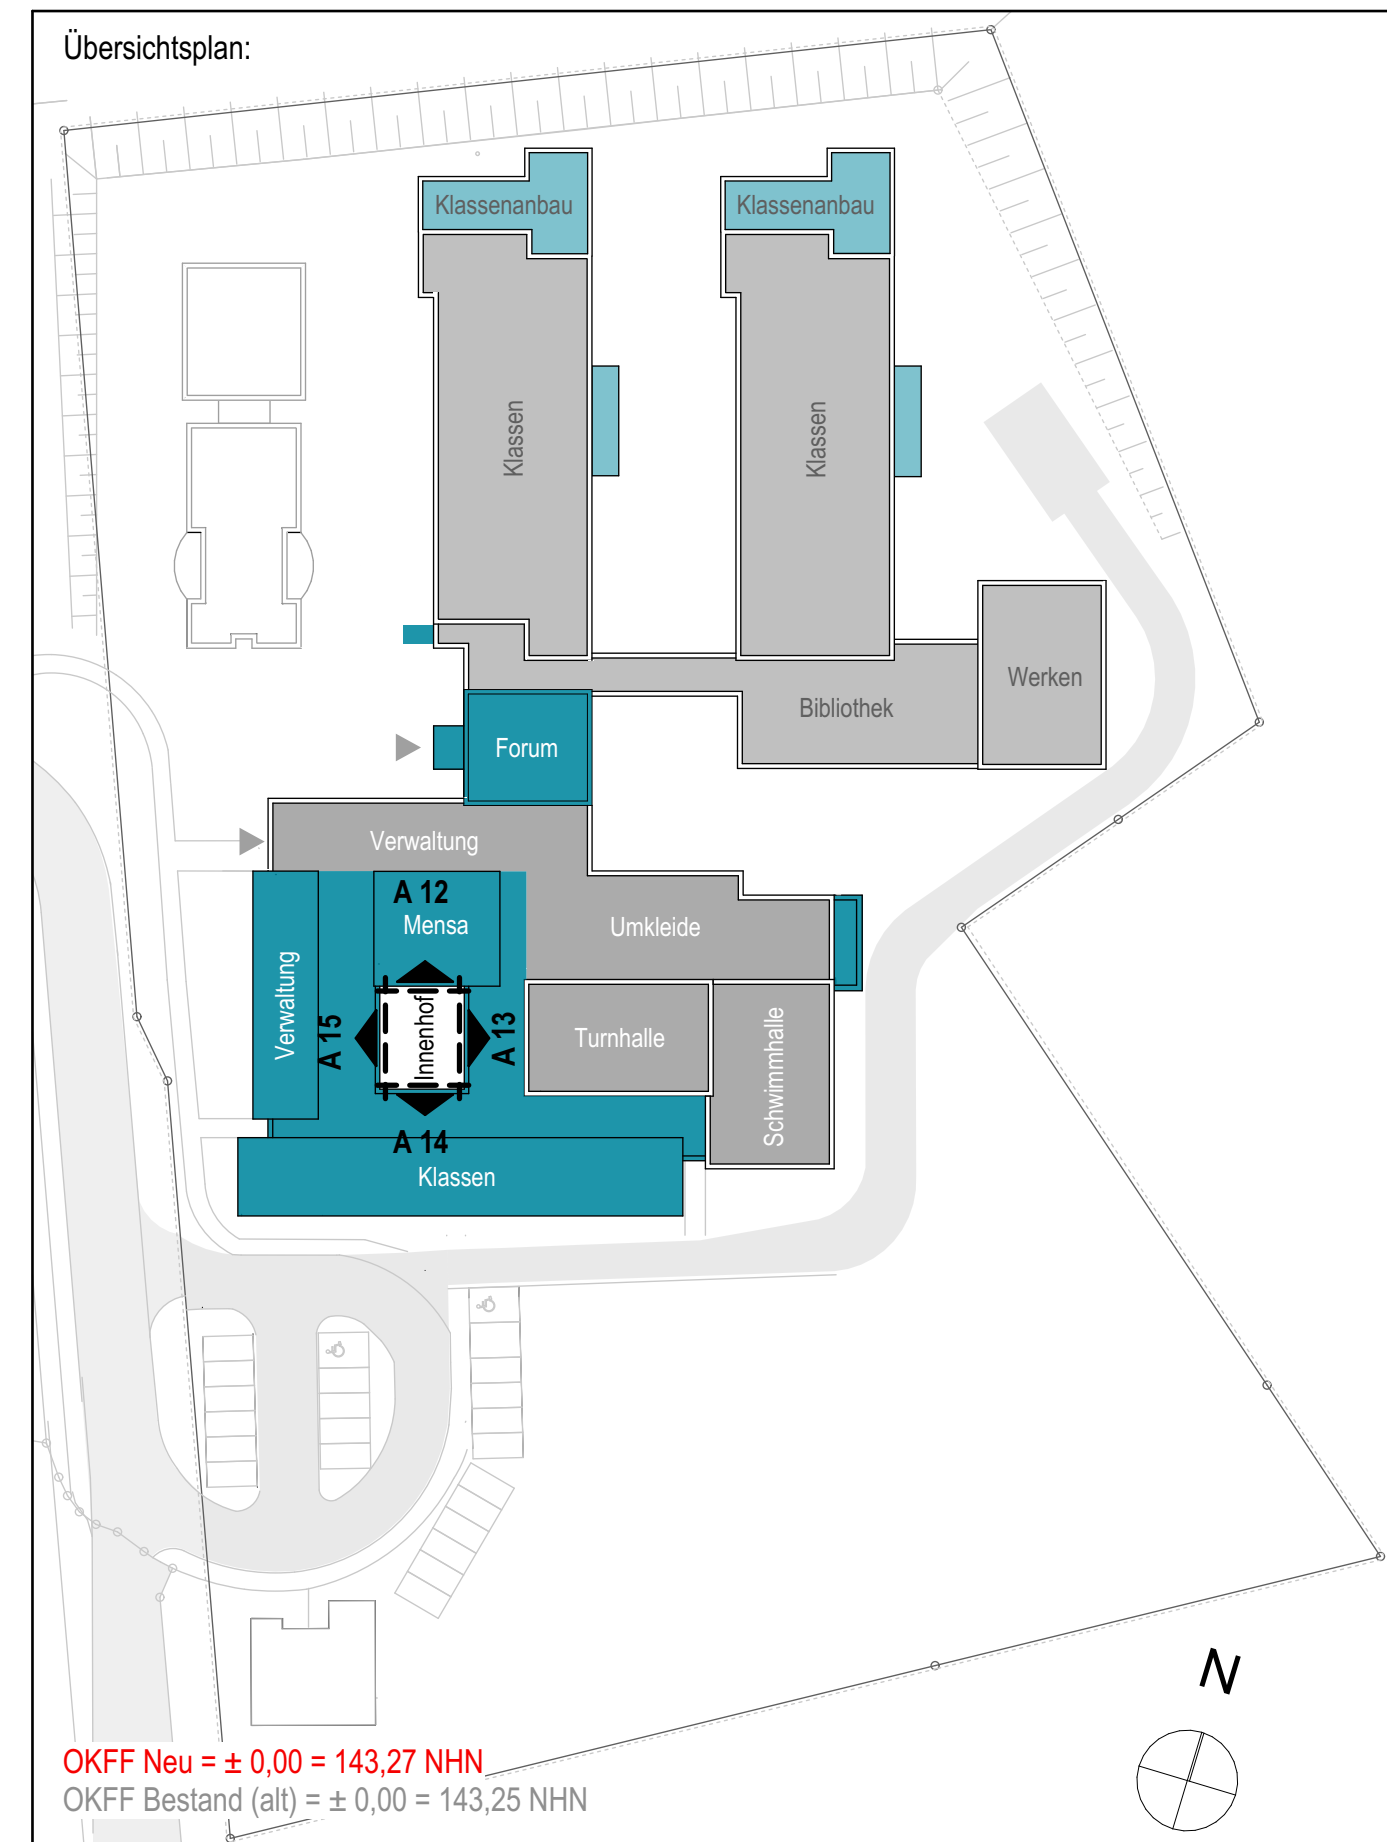 Übersichtsplan:
Klassenanbau
Klassenanbau
Klassen
Klassen
Werken
Bibliothek
Forum
Verwaltung
A 12
Mensa
Umkleide
Verwaltung
A 15
Innenhof
A 13
Turnhalle
Schwimmhalle
A 14
Klassen
N
OKFF Neu = ± 0,00 = 143,27 NHN
OKFF Bestand (alt) = ± 0,00 = 143,25 NHN